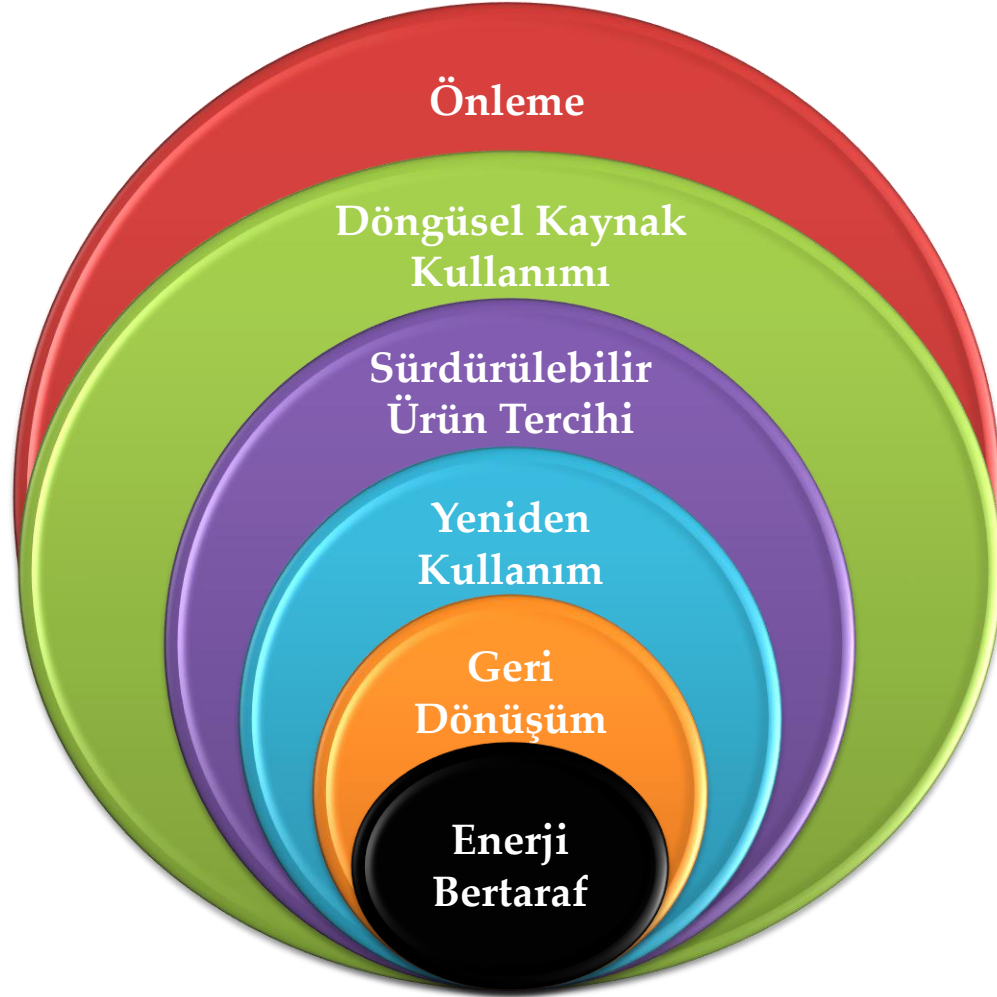 Önleme
Döngüsel Kaynak
Kullanımı
Sürdürülebilir
Ürün Tercihi
Yeniden
Kullanım
Geri
Dönüşüm
Enerji
Bertaraf